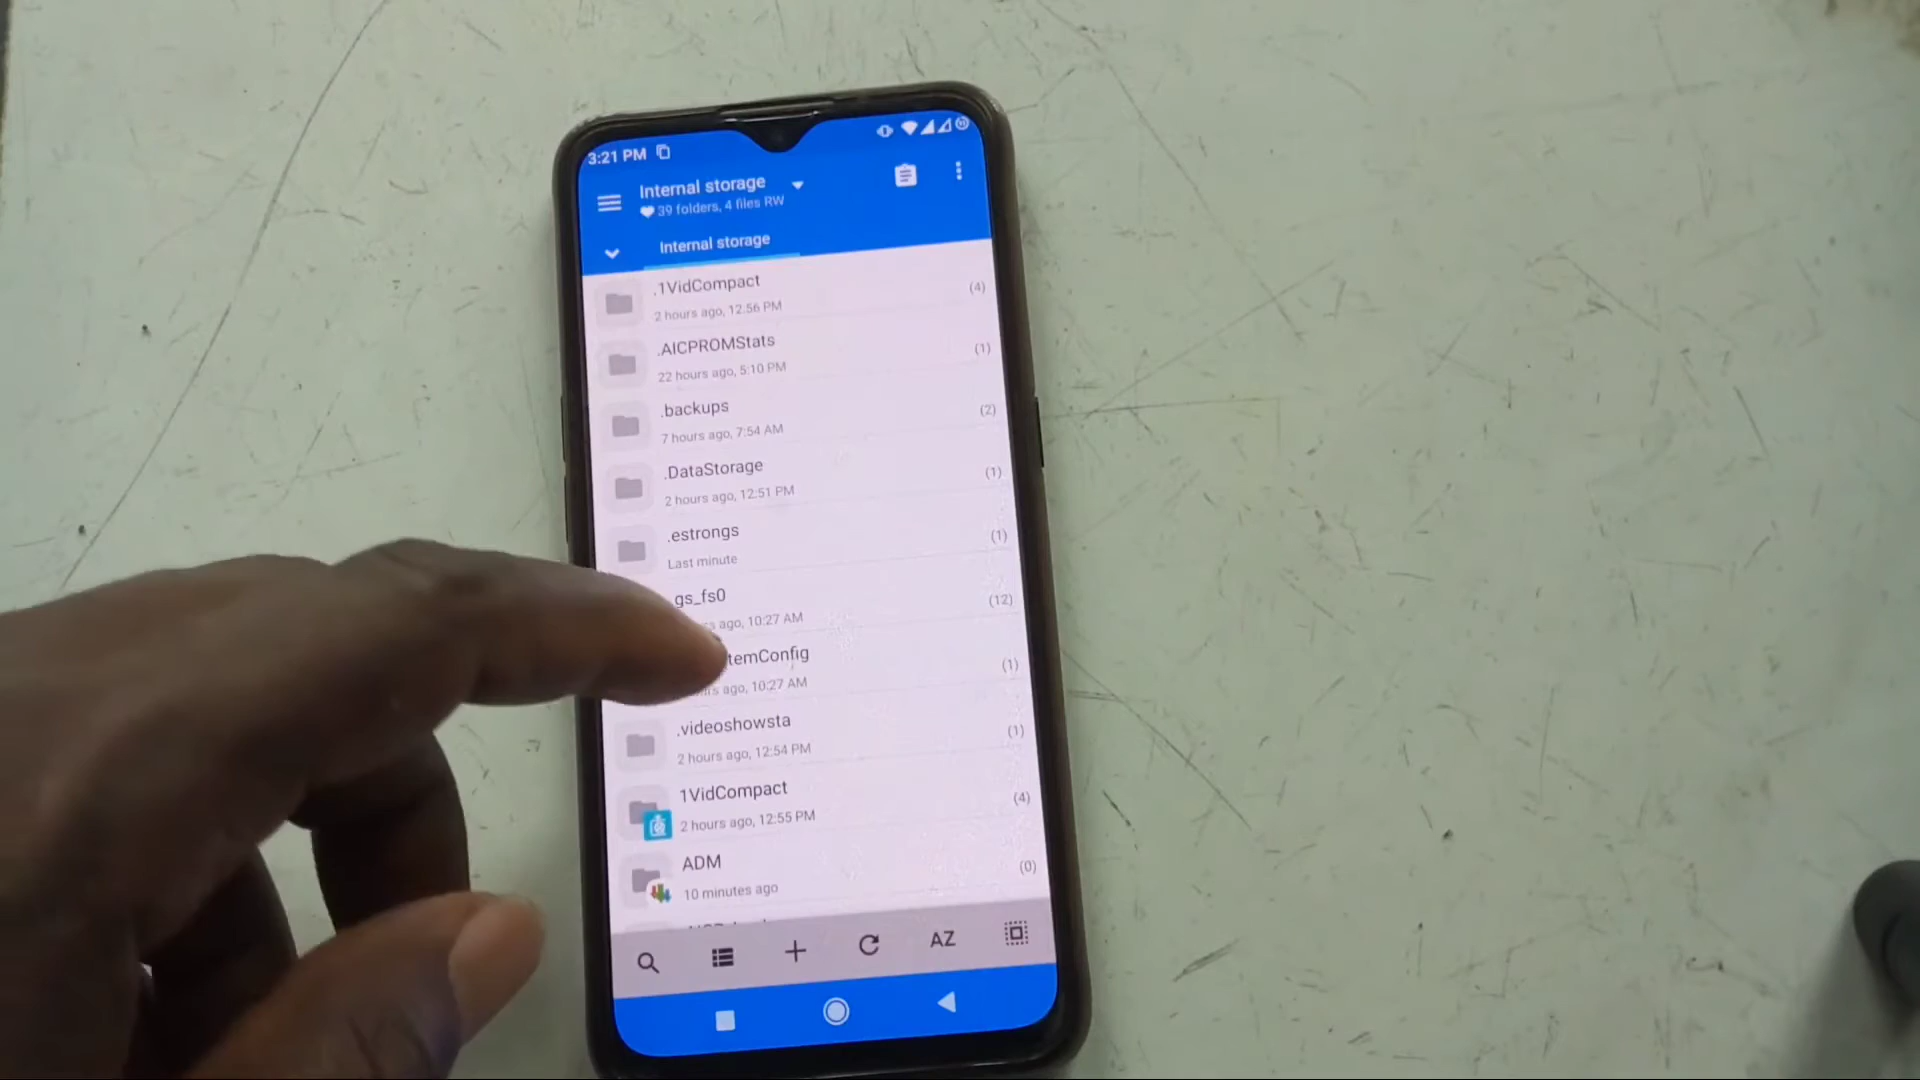 3:21 PM
Internal storage
39 folders, 4 files RW
Internal storage
.1VidCompact
(4)
2 hours ago, 12:56 PM
.AICPROMStats
(1)
22 hours ago, 5:10 PM
.backups
(2)
7 hours ago, 7:54 AM
.DataStorage
(1)
2 hours ago, 12:51 PM
.estrongs
(1)
Last minute
.gs_fs0
(12)
ago, 10:27 AM
temConfig
(1)
ago, 10:27 AM
.videoshowsta
(1)
2 hours ago, 12:54 PM
1VidCompact
(4)
2 hours ago, 12:55 PM
ADM
(0)
10 minutes ago
AZ